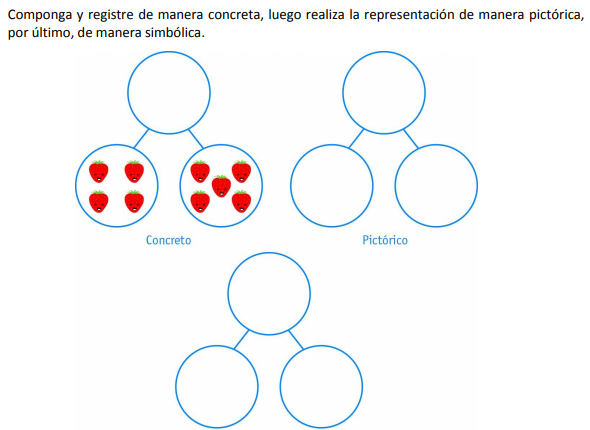 Componga y registre de manera concreta, luego realiza la representación de manera pictórica,
por último, de manera simbólica.
Concreto
Pictórico